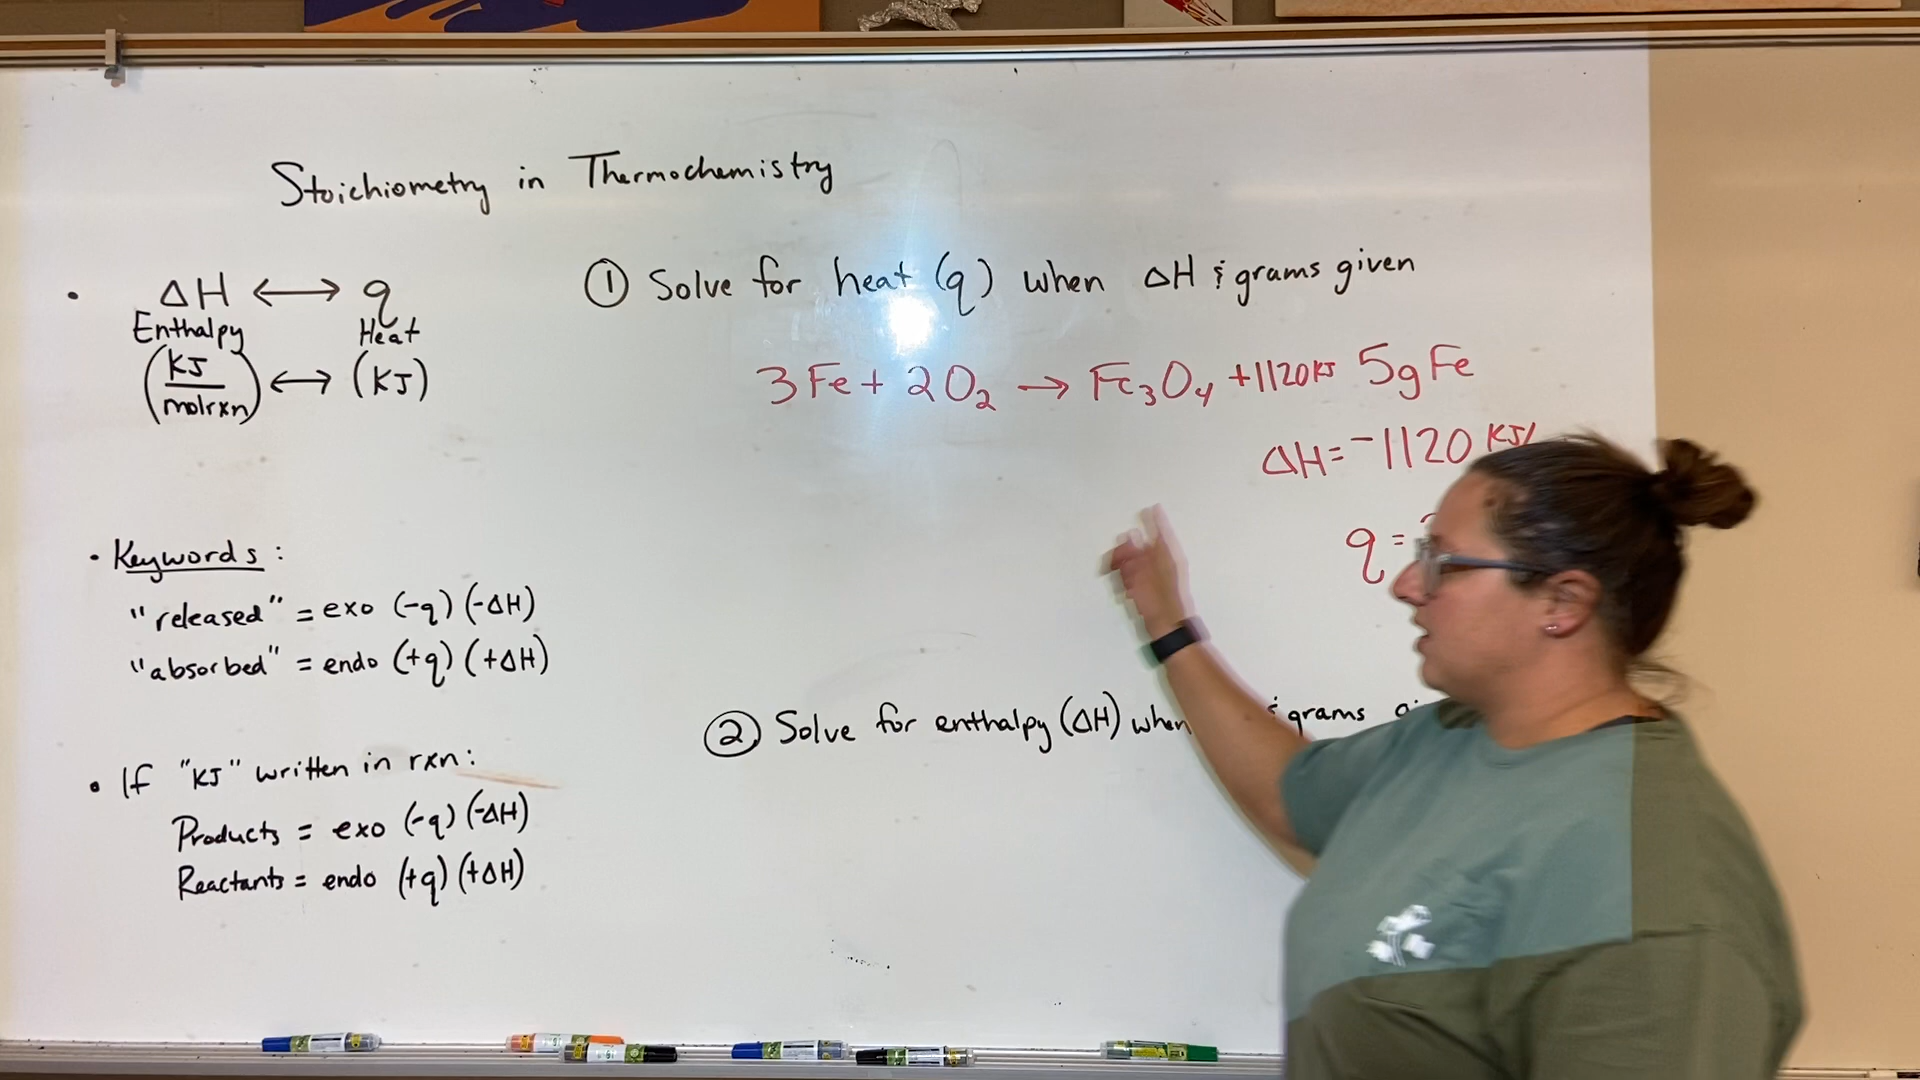 Stoichiometry in Thermochemistry
• ΔH ⟷ q
Enthalpy Heat
(KJ/molrxn) ⟷ (KJ)
• Keywords:
"released" = exo (-q) (-ΔH)
"absorbed" = endo (+q) (+ΔH)
• If "KJ" written in rxn:
Products = exo (-q) (-ΔH)
Reactants = endo (+q) (+ΔH)
① Solve for heat (q) when ΔH & grams given
3Fe + 2O₂ → Fe₃O₄ +1120KJ 5g Fe
ΔH = -1120 KJ/
q =
② Solve for enthalpy (ΔH) when & grams